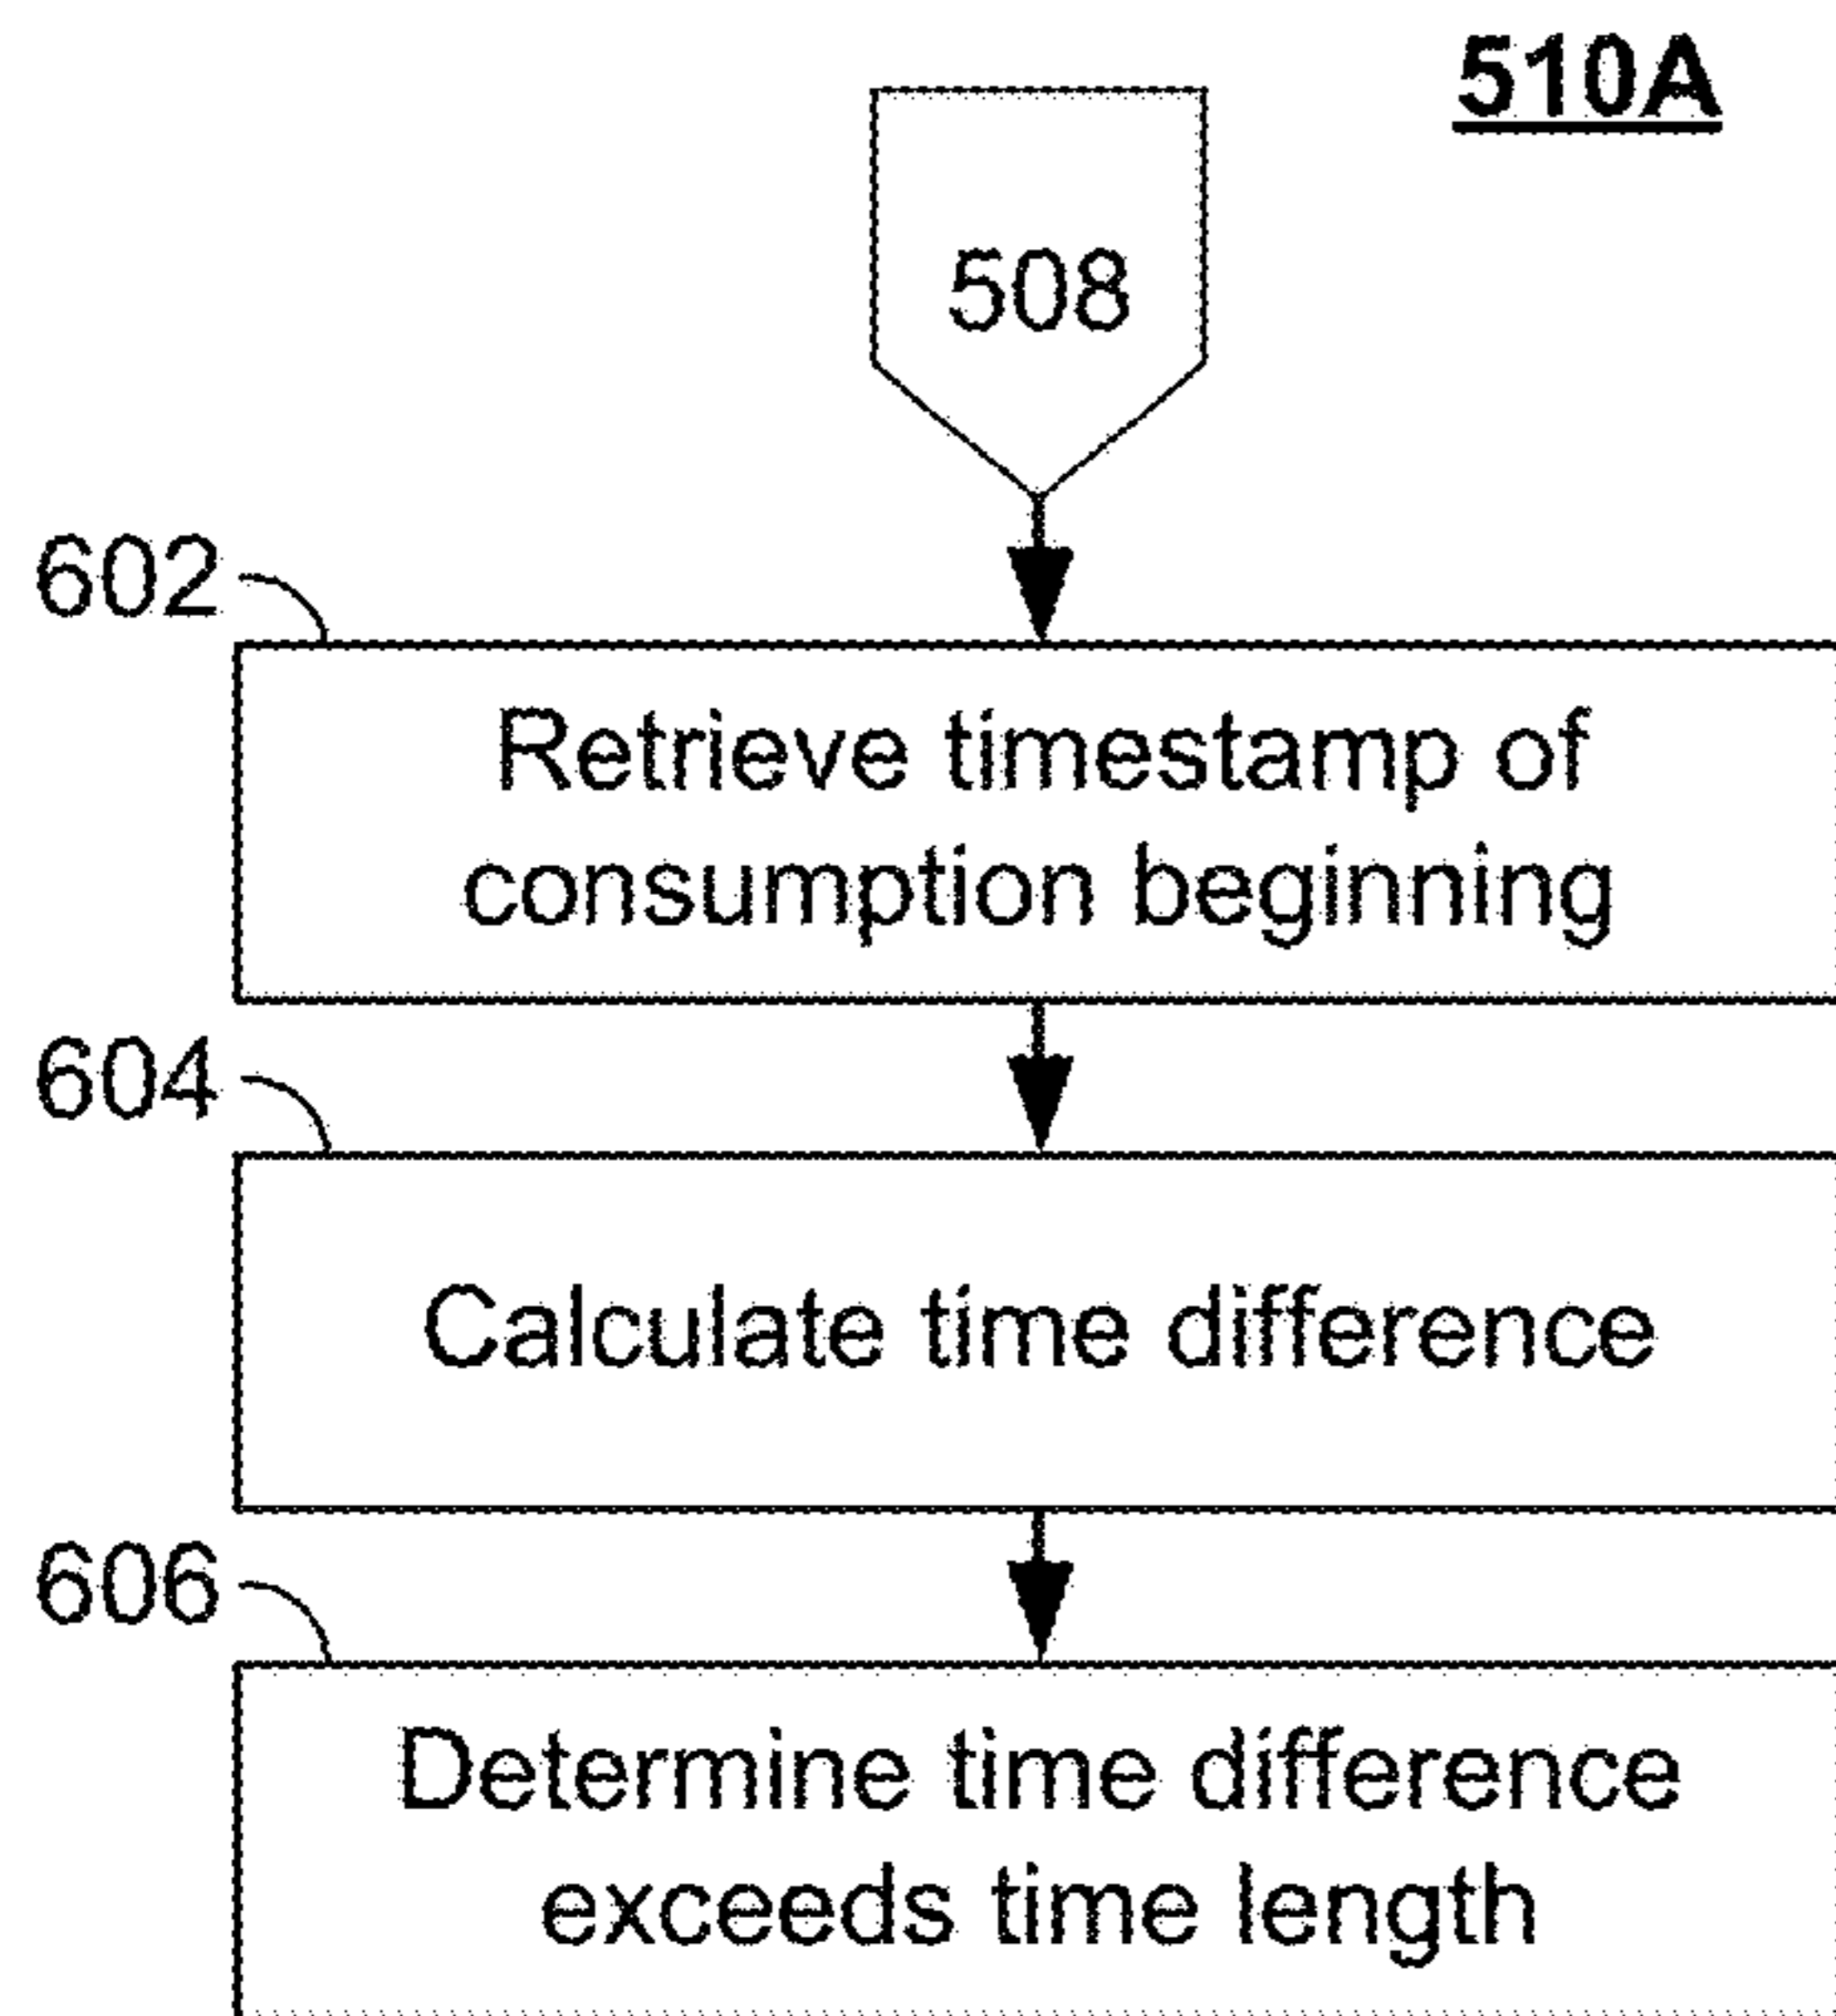 510A
508
602
Retrieve timestamp of
consumption beginning
604
Calculate time difference
606
Determine time difference
exceeds time length